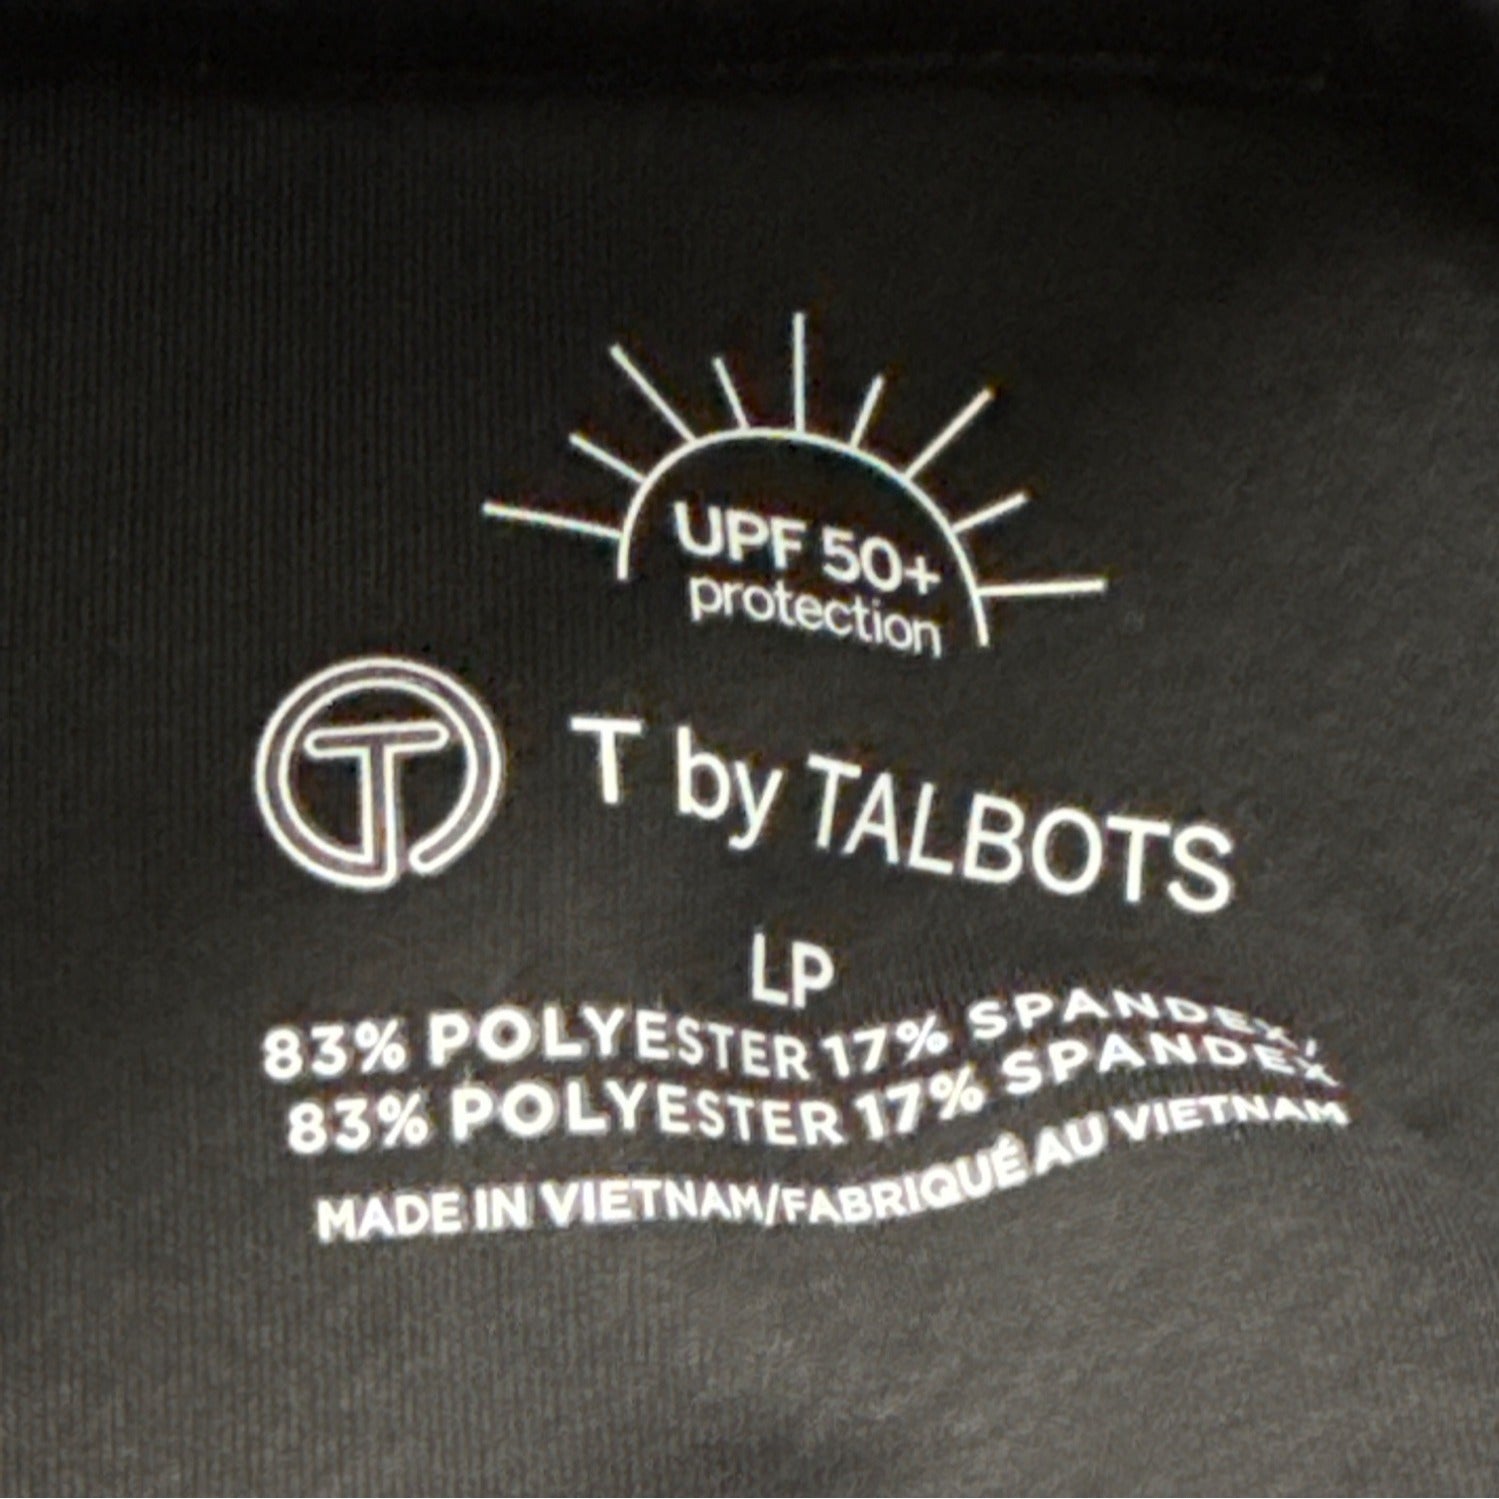 UPF 50+
protection
T by TALBOTS
LP
83% POLYESTER 17% SPANDEX/
83% POLYESTER 17% SPANDEX
MADE IN VIETNAM/FABRIQUÉ AU VIETNAM